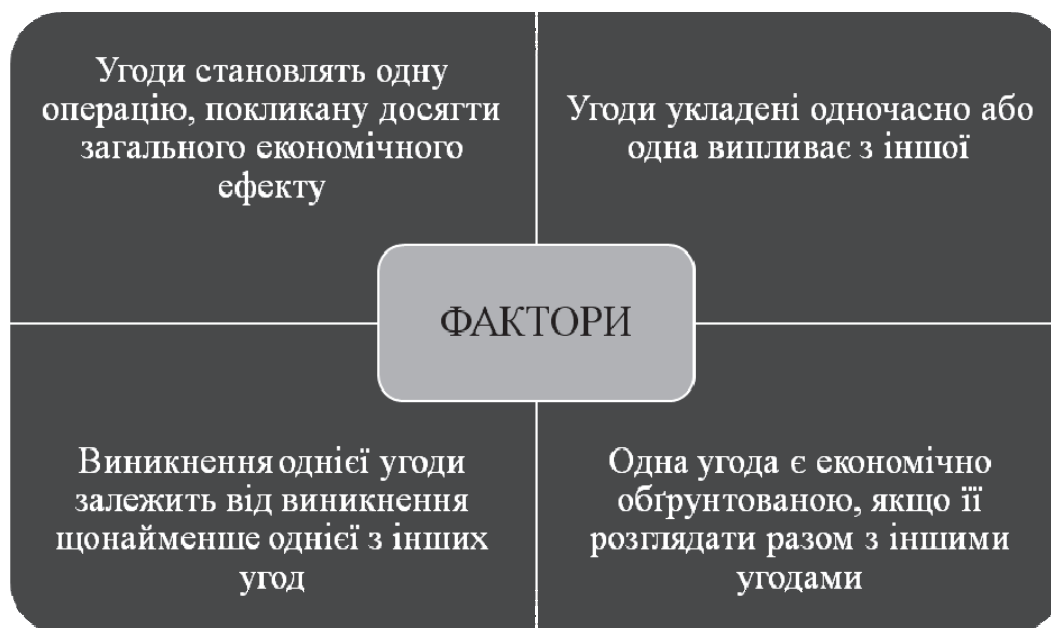 Угоди становлять одну
операцію, покликану досягти
загального економічного
ефекту
Угоди укладені одночасно або
одна випливає з іншої
ФАКТОРИ
Виникнення однієї угоди
залежить від виникнення
щонайменше однієї з інших
угод
Одна угода є економічно
обґрунтованою, якщо її
розглядати разом з іншими
угодами